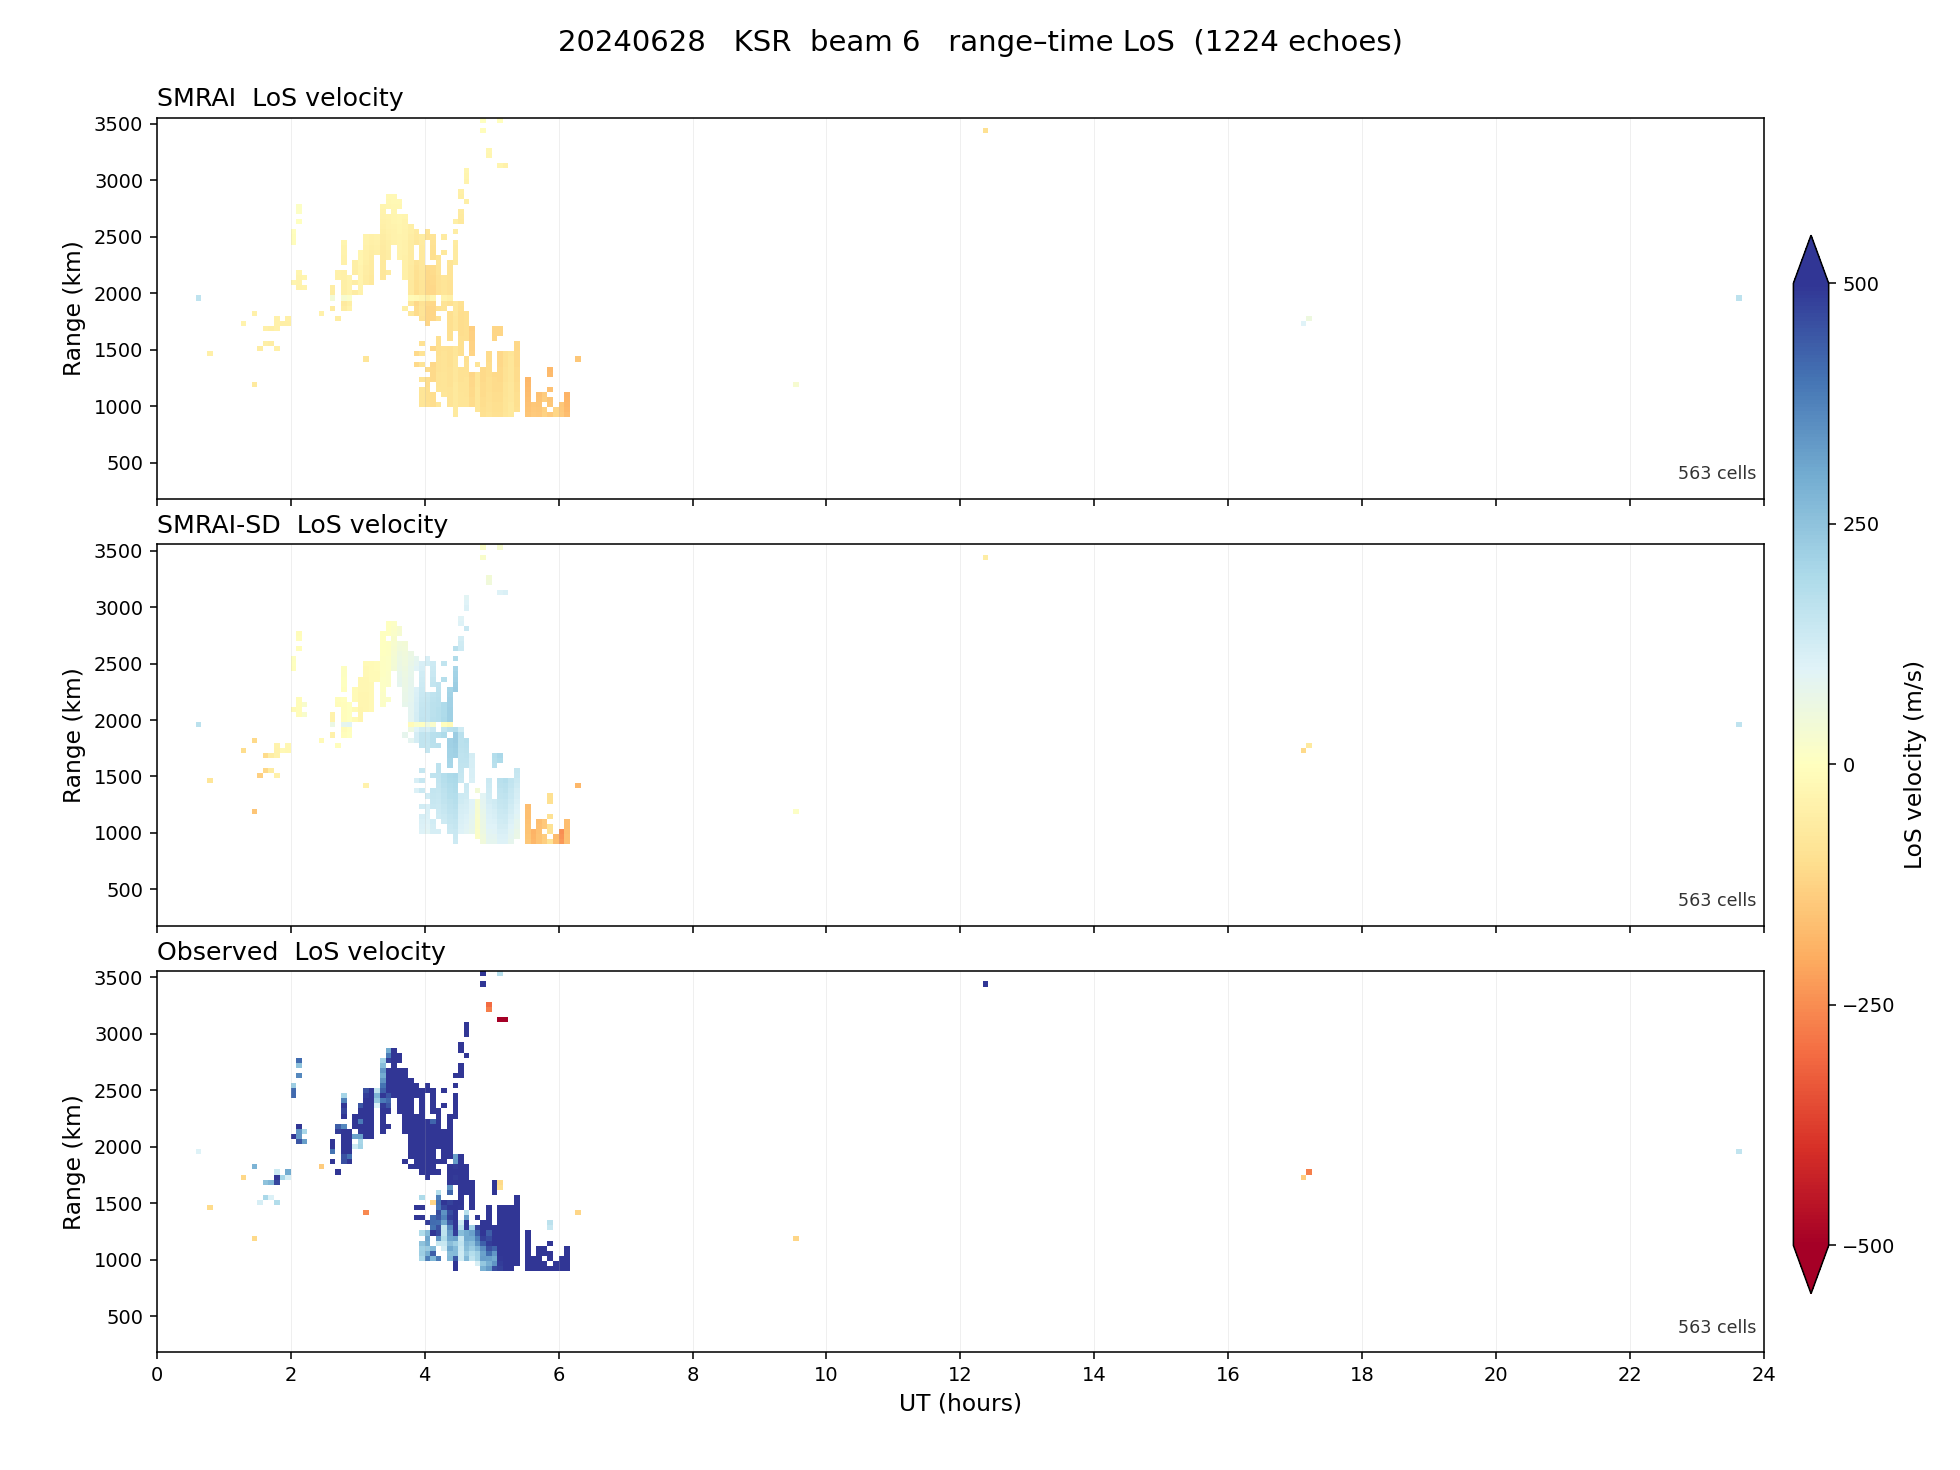 20240628   KSR  beam 6   range–time LoS  (1224 echoes)
SMRAI  LoS velocity
3500
3000
2500
2000
1500
1000
500
Range (km)
563 cells
SMRAI-SD  LoS velocity
3500
3000
2500
2000
1500
1000
500
Range (km)
563 cells
Observed  LoS velocity
3500
3000
2500
2000
1500
1000
500
Range (km)
563 cells
0 2 4 6 8 10 12 14 16 18 20 22 24
UT (hours)
500
250
0
−250
−500
LoS velocity (m/s)